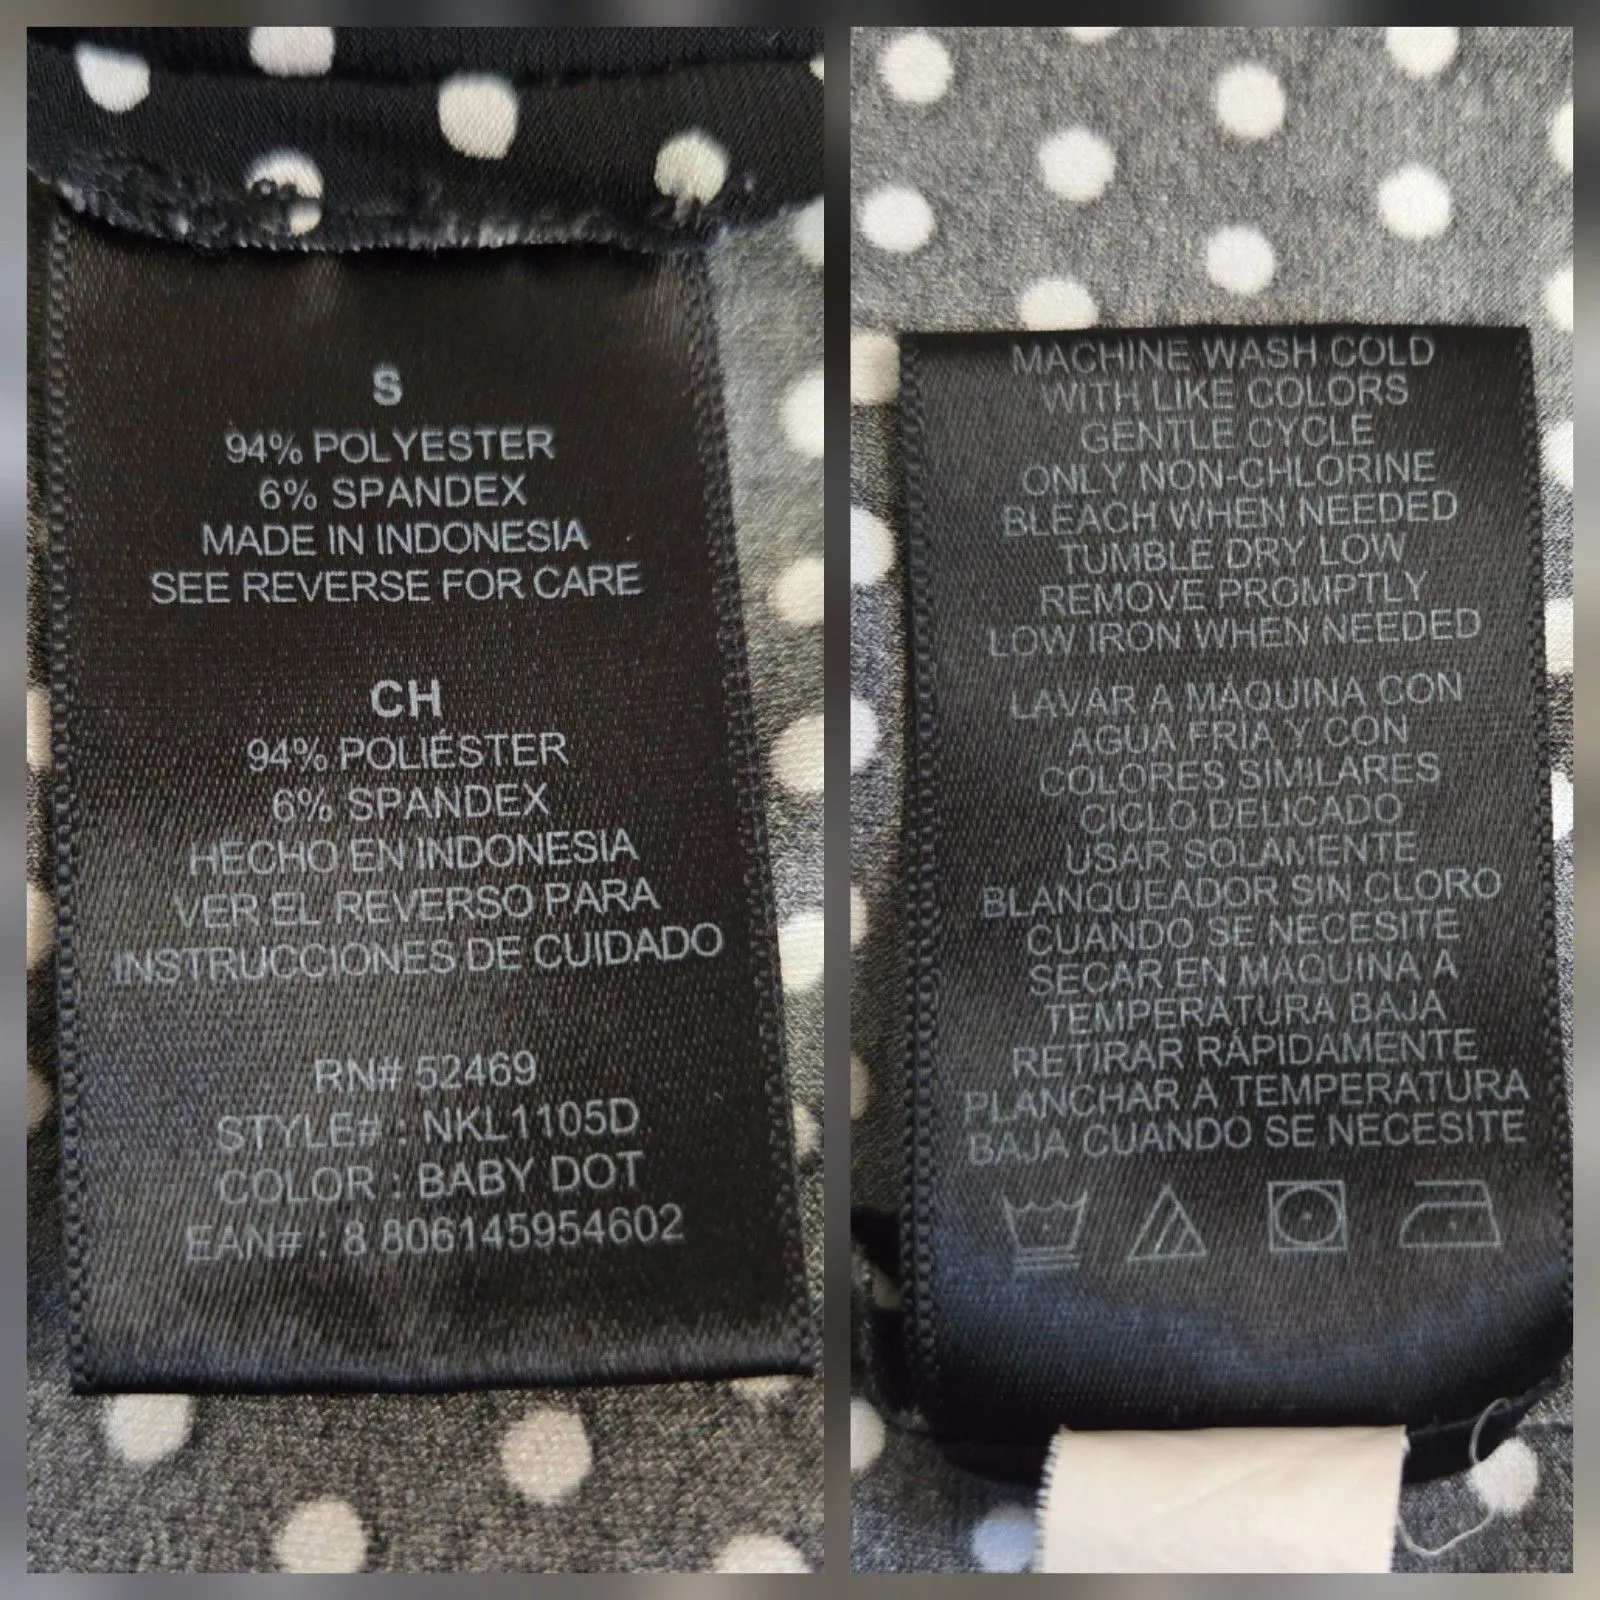 S
94% POLYESTER
6% SPANDEX
MADE IN INDONESIA
SEE REVERSE FOR CARE
CH
94% POLIÉSTER
6% SPANDEX
HECHO EN INDONESIA
VER EL REVERSO PARA
INSTRUCCIONES DE CUIDADO
RN# 52469
STYLE# : NKL1105D
COLOR : BABY DOT
EAN# : 8 806145954602
MACHINE WASH COLD
WITH LIKE COLORS
GENTLE CYCLE
ONLY NON-CHLORINE
BLEACH WHEN NEEDED
TUMBLE DRY LOW
REMOVE PROMPTLY
LOW IRON WHEN NEEDED
LAVAR A MÁQUINA CON
AGUA FRIA Y CON
COLORES SIMILARES
CICLO DELICADO
USAR SOLAMENTE
BLANQUEADOR SIN CLORO
CUANDO SE NECESITE
SECAR EN MAQUINA A
TEMPERATURA BAJA
RETIRAR RÁPIDAMENTE
PLANCHAR A TEMPERATURA
BAJA CUANDO SE NECESITE